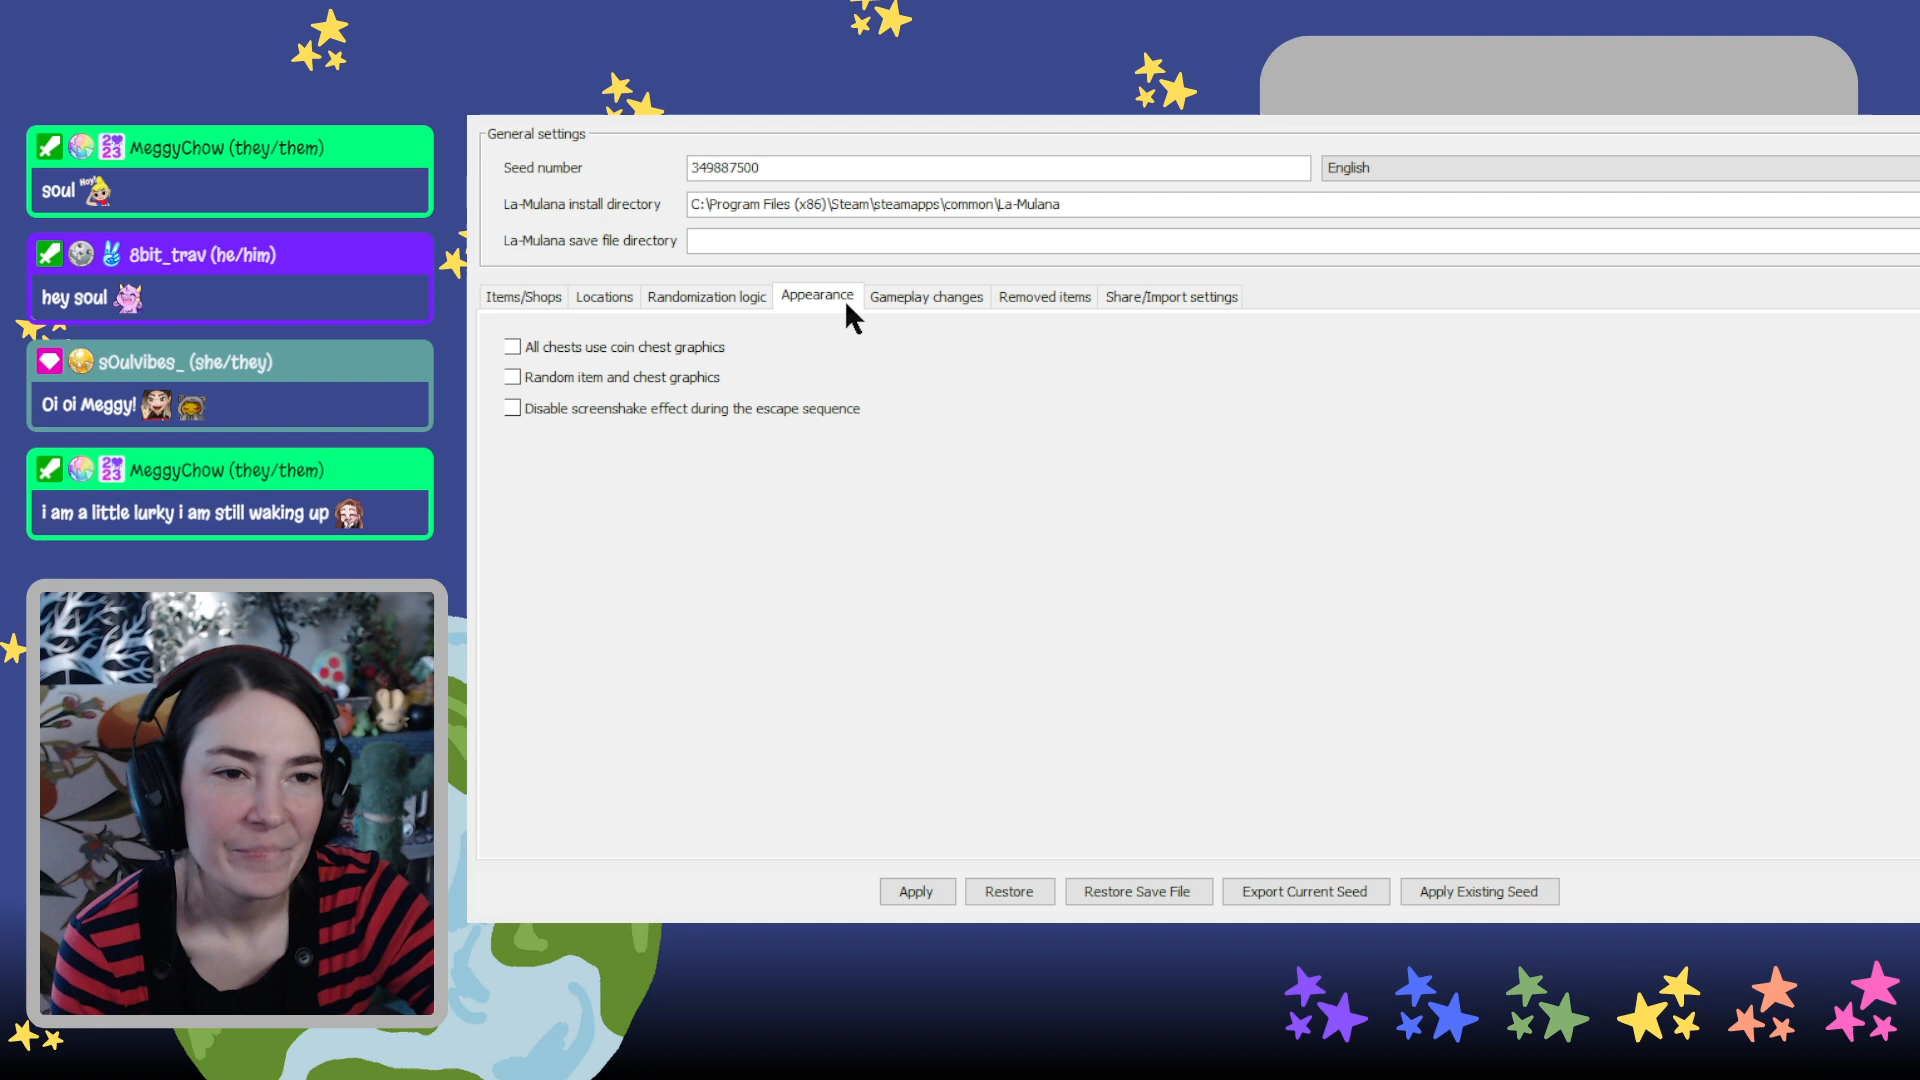 MeggyChow (they/them)
soul
8bit_trav (he/him)
hey soul
sOulvibes_ (she/they)
Oi oi Meggy!
MeggyChow (they/them)
i am a little lurky i am still waking up
General settings
Seed number
349887500
English
La-Mulana install directory
C:\Program Files (x86)\Steam\steamapps\common\La-Mulana
La-Mulana save file directory
Items/Shops
Locations
Randomization logic
Appearance
Gameplay changes
Removed items
Share/Import settings
All chests use coin chest graphics
Random item and chest graphics
Disable screenshake effect during the escape sequence
Apply
Restore
Restore Save File
Export Current Seed
Apply Existing Seed